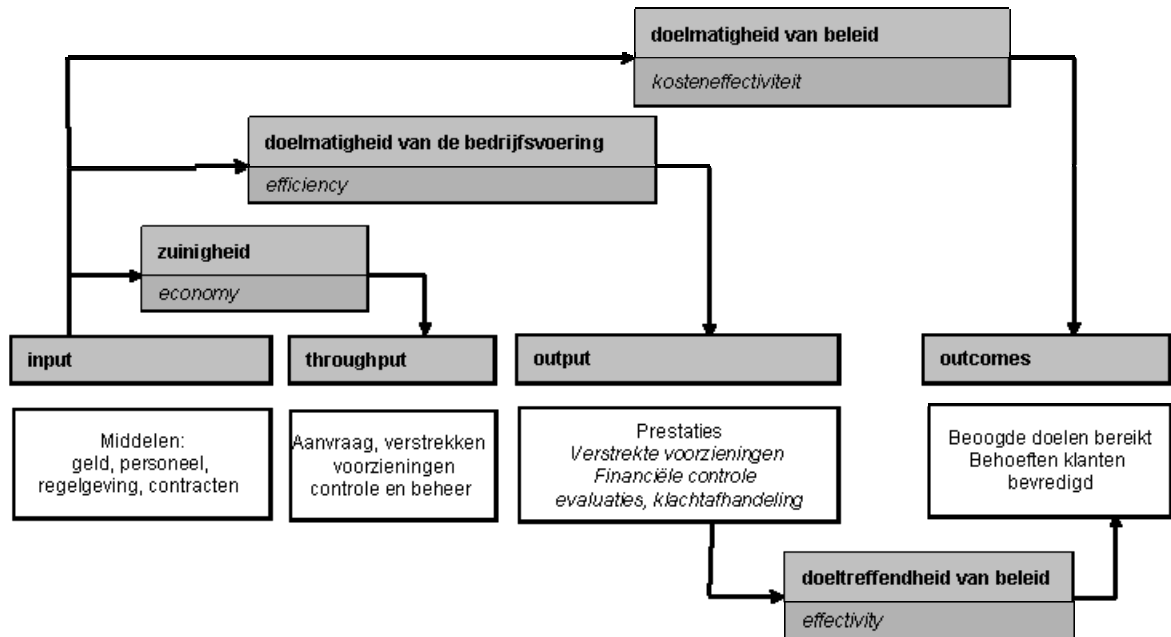 doelmatigheid van beleid
kosteneffectiviteit
doelmatigheid van de bedrijfsvoering
efficiency
zuinigheid
economy
input
throughput
output
outcomes
Middelen:
geld, personeel,
regelgeving, contracten
Aanvraag, verstrekken
voorzieningen
controle en beheer
Prestaties
Verstrekte voorzieningen
Financiële controle
evaluaties, klachtafhandeling
Beoogde doelen bereikt
Behoeften klanten
bevredigd
doeltreffendheid van beleid
effectivity